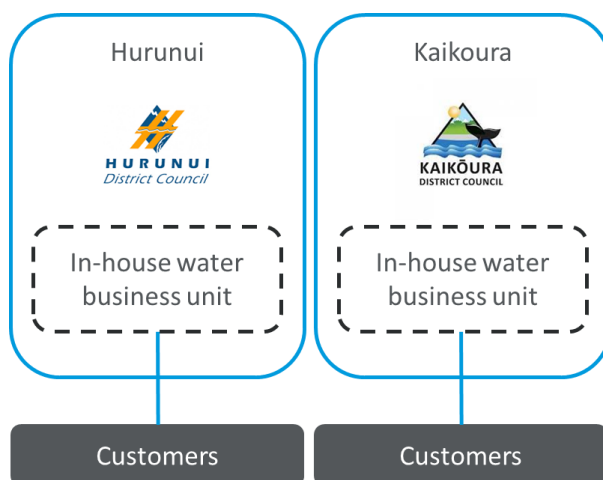 Hurunui
HURUNUI
District Council
In-house water
business unit
Customers
Kaikoura
KAIKŌURA
DISTRICT COUNCIL
In-house water
business unit
Customers